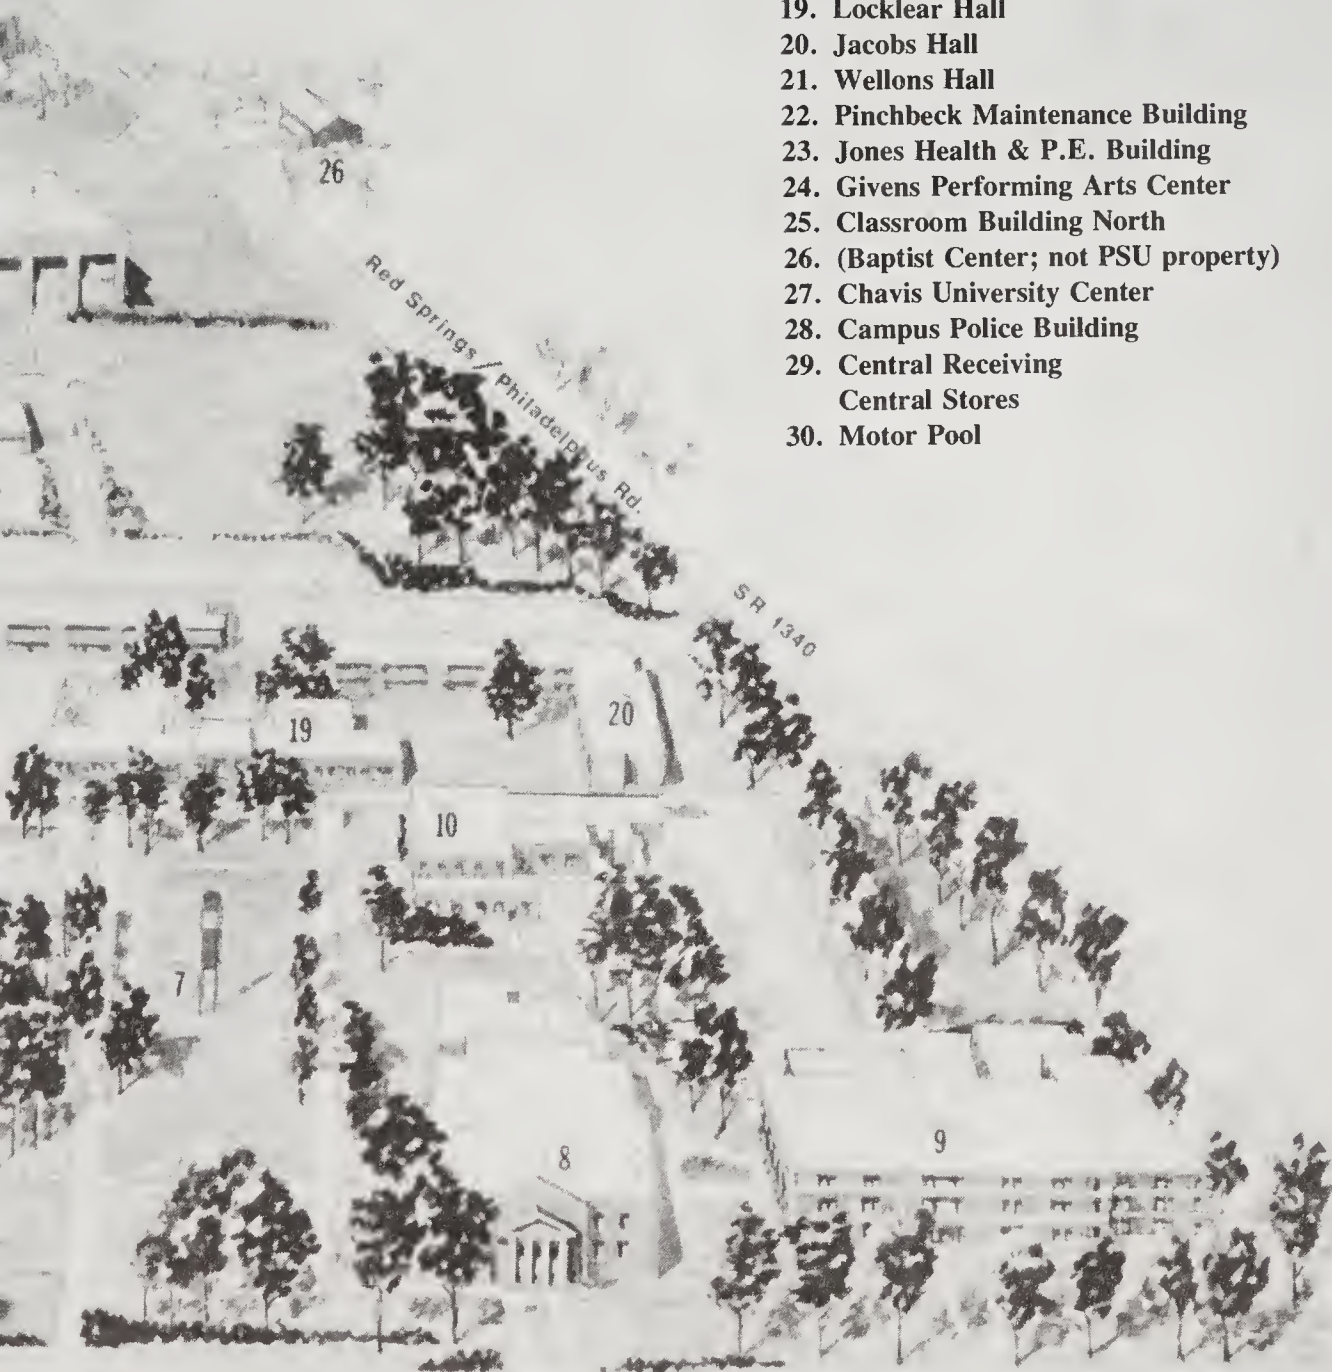 19. Locklear Hall
20. Jacobs Hall
21. Wellons Hall
22. Pinchbeck Maintenance Building
23. Jones Health & P.E. Building
24. Givens Performing Arts Center
25. Classroom Building North
26. (Baptist Center; not PSU property)
27. Chavis University Center
28. Campus Police Building
29. Central Receiving
Central Stores
30. Motor Pool
26
Red Springs / Philadelphus Rd.
SR 1340
19
20
10
7
8
9